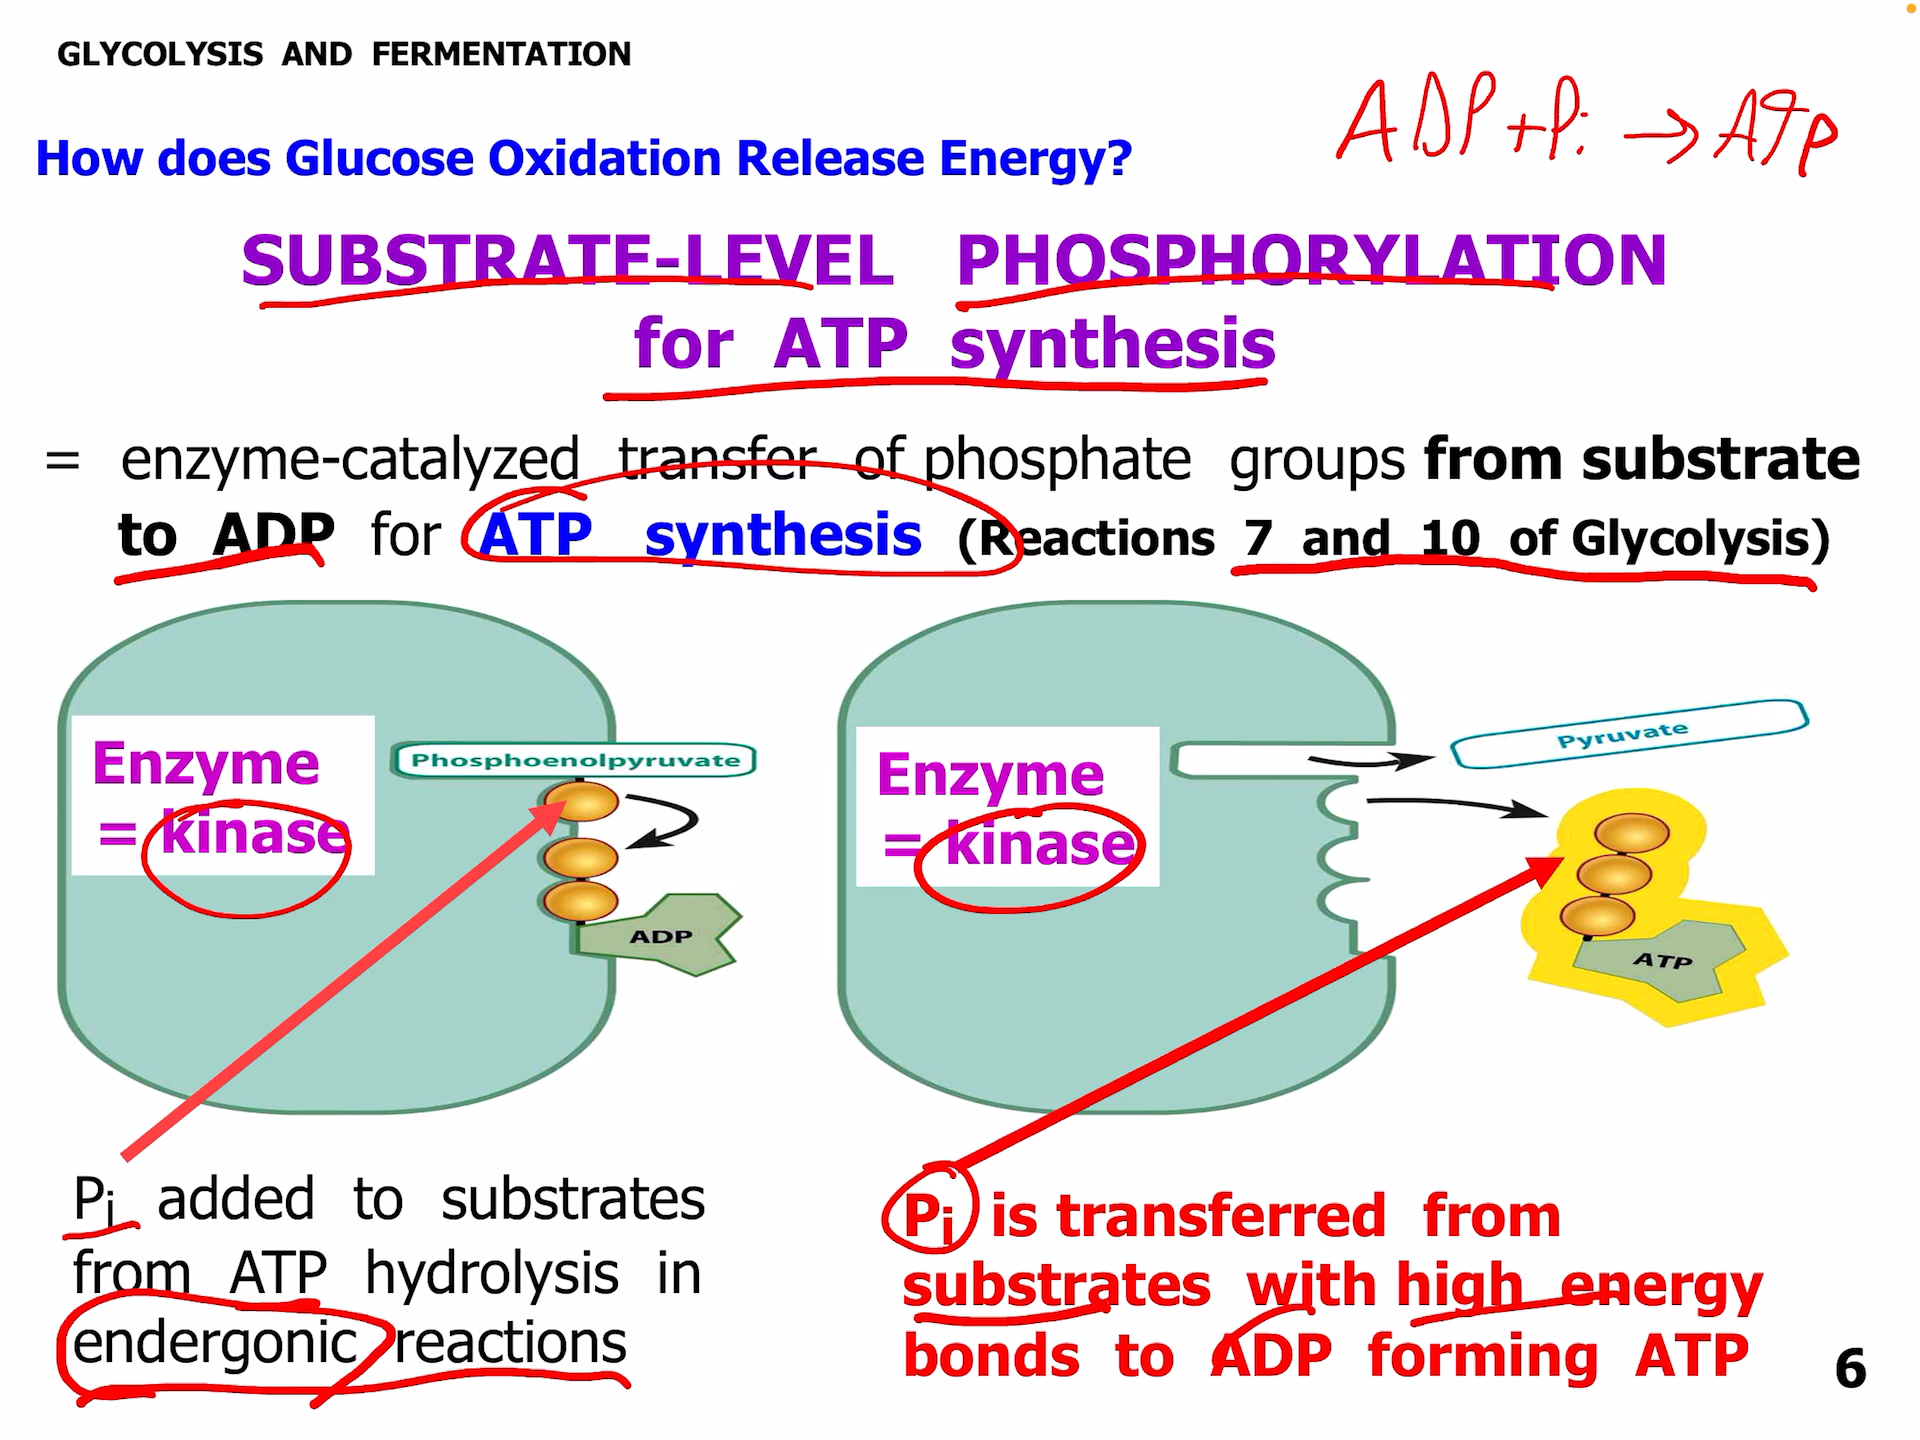 GLYCOLYSIS AND FERMENTATION
ADP + Pi → ATP
How does Glucose Oxidation Release Energy?
SUBSTRATE-LEVEL PHOSPHORYLATION
for ATP synthesis
= enzyme-catalyzed transfer of phosphate groups from substrate
to ADP for ATP synthesis (Reactions 7 and 10 of Glycolysis)
Enzyme
= kinase
Phosphoenolpyruvate
ADP
Enzyme
= kinase
Pyruvate
ATP
Pi added to substrates
from ATP hydrolysis in
endergonic reactions
Pi is transferred from
substrates with high energy
bonds to ADP forming ATP
6